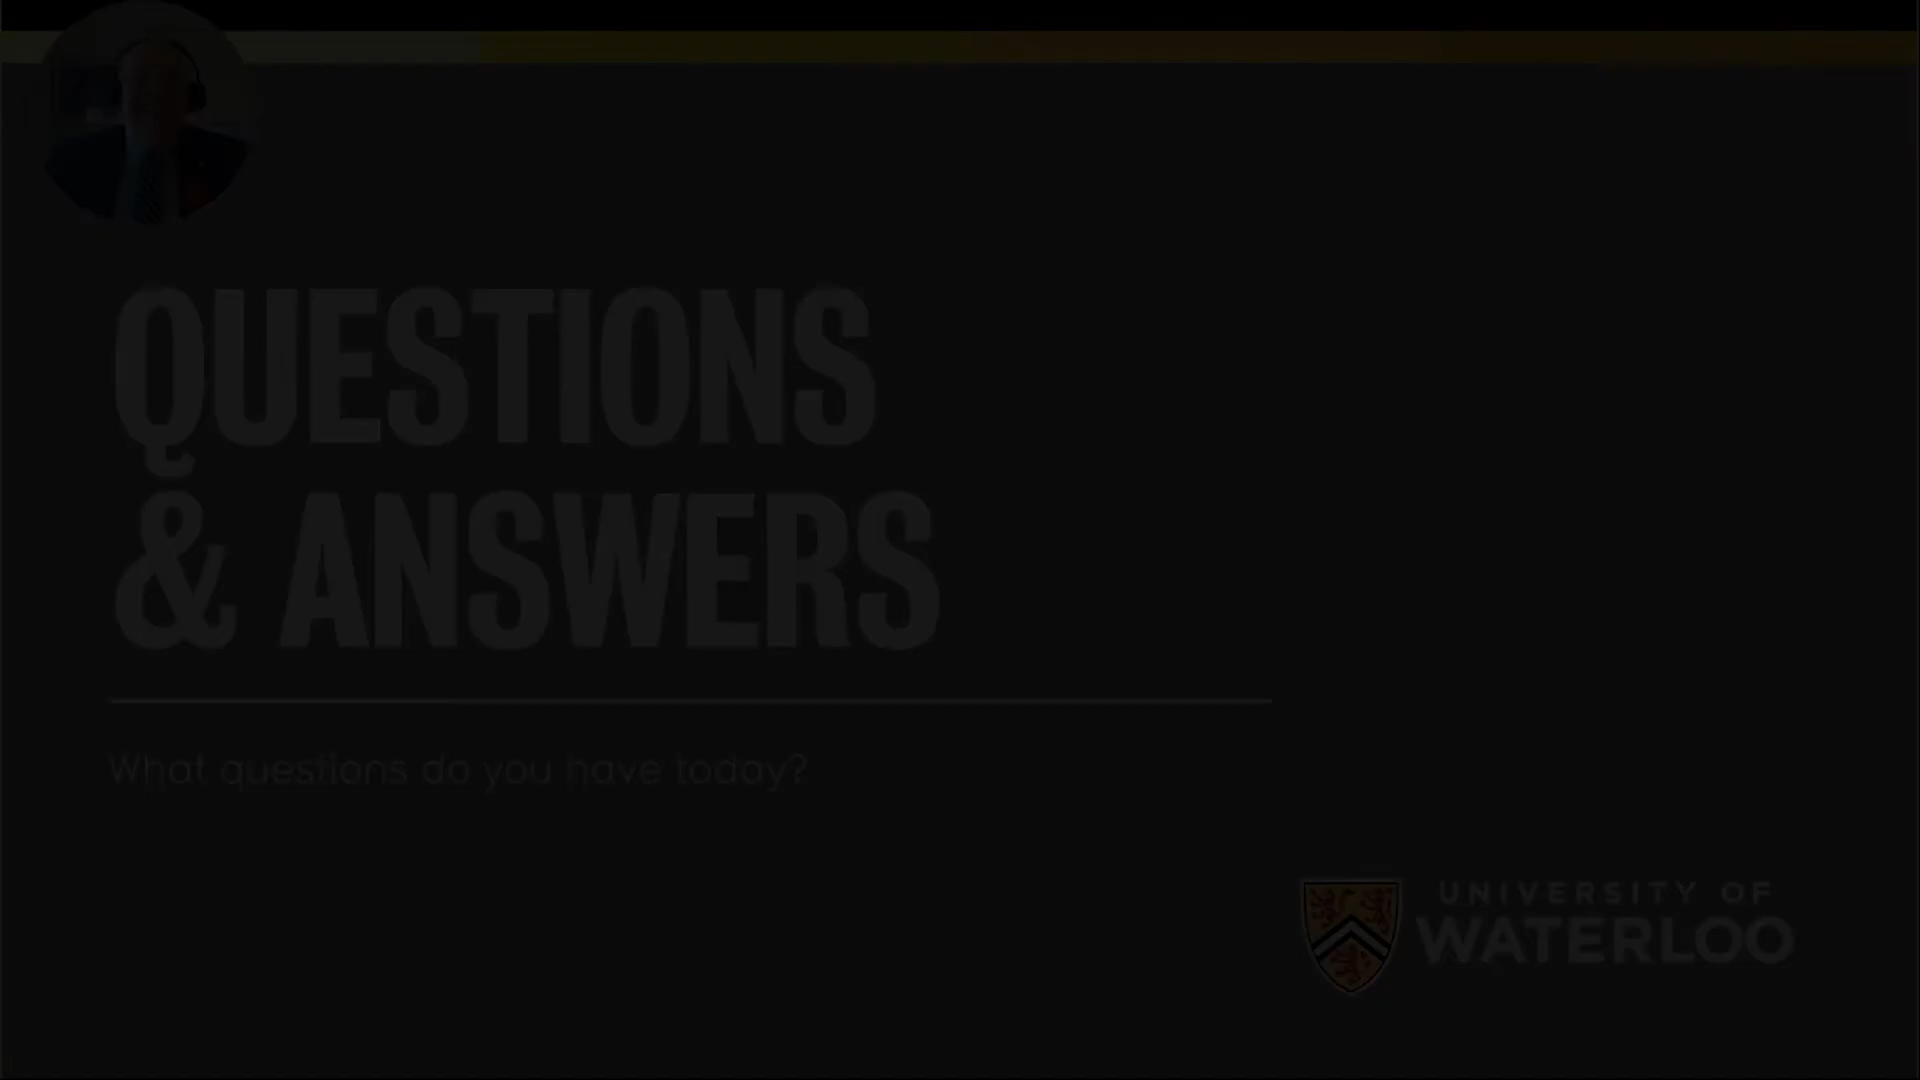 QUESTIONS
& ANSWERS
What questions do you have today?
UNIVERSITY OF
WATERLOO